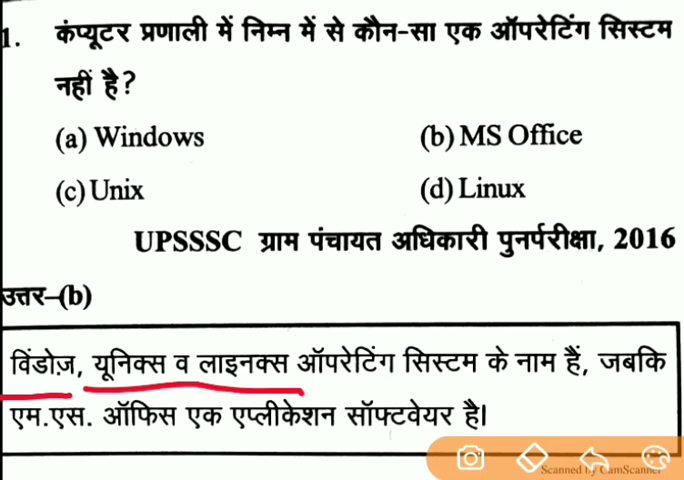 1. कंप्यूटर प्रणाली में निम्न में से कौन-सा एक ऑपरेटिंग सिस्टम
नहीं है?
(a) Windows (b) MS Office
(c) Unix (d) Linux
UPSSSC ग्राम पंचायत अधिकारी पुनर्परीक्षा, 2016
उत्तर–(b)
विंडोज़, यूनिक्स व लाइनक्स ऑपरेटिंग सिस्टम के नाम हैं, जबकि
एम.एस. ऑफिस एक एप्लीकेशन सॉफ्टवेयर है।
Scanned by CamScanner